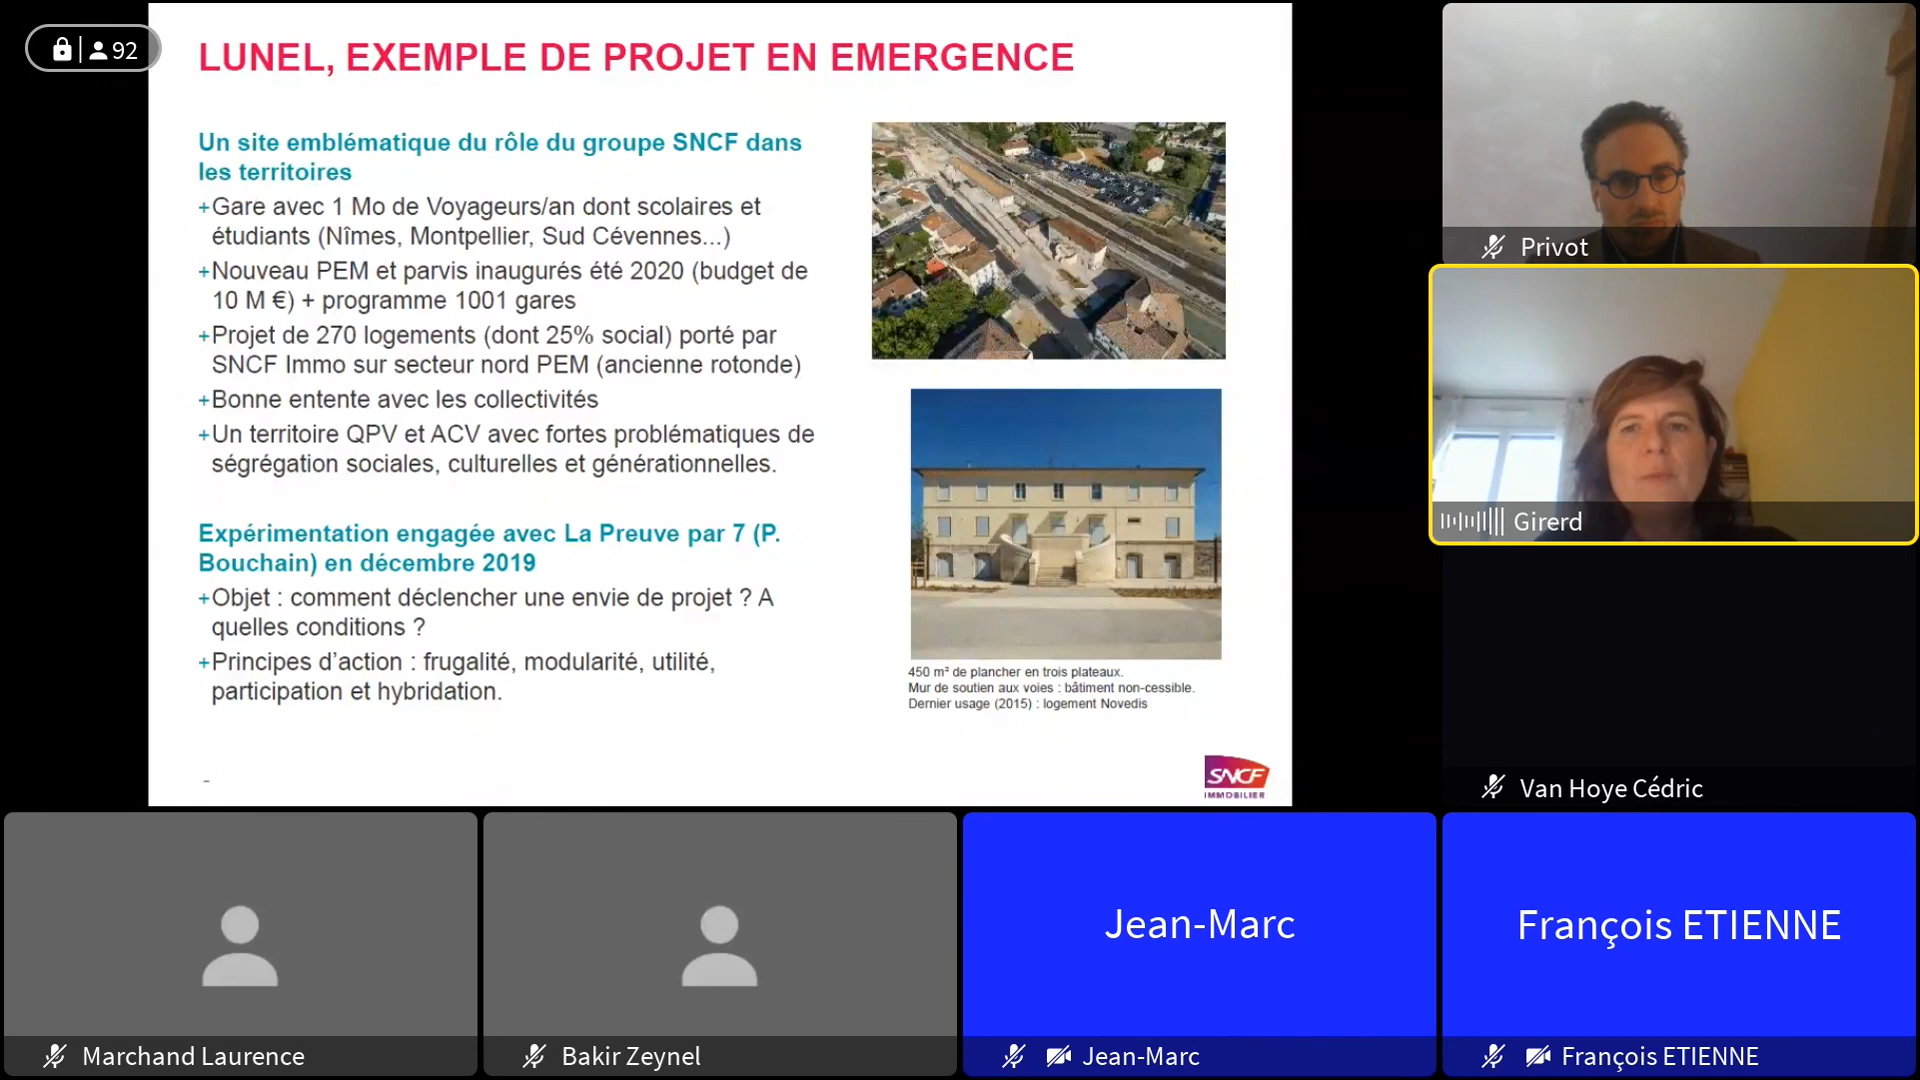 92
LUNEL, EXEMPLE DE PROJET EN EMERGENCE
Un site emblématique du rôle du groupe SNCF dans
les territoires
+Gare avec 1 Mo de Voyageurs/an dont scolaires et
étudiants (Nîmes, Montpellier, Sud Cévennes...)
+Nouveau PEM et parvis inaugurés été 2020 (budget de
10 M €) + programme 1001 gares
+Projet de 270 logements (dont 25% social) porté par
SNCF Immo sur secteur nord PEM (ancienne rotonde)
+Bonne entente avec les collectivités
+Un territoire QPV et ACV avec fortes problématiques de
ségrégation sociales, culturelles et générationnelles.
Expérimentation engagée avec La Preuve par 7 (P.
Bouchain) en décembre 2019
+Objet : comment déclencher une envie de projet ? A
quelles conditions ?
+Principes d'action : frugalité, modularité, utilité,
participation et hybridation.
-
450 m² de plancher en trois plateaux.
Mur de soutien aux voies : bâtiment non-cessible.
Dernier usage (2015) : logement Novedis
SNCF
IMMOBILIER
Privot
Girerd
Van Hoye Cédric
Marchand Laurence
Bakir Zeynel
Jean-Marc
Jean-Marc
François ETIENNE
François ETIENNE